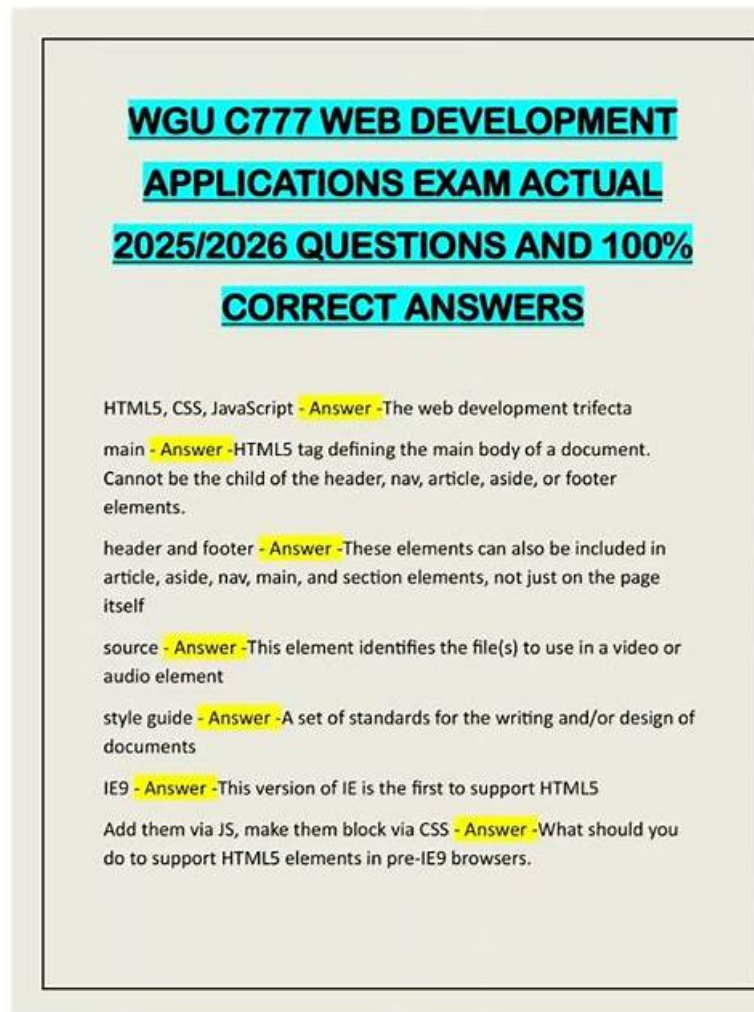 WGU C777 WEB DEVELOPMENT
APPLICATIONS EXAM ACTUAL
2025/2026 QUESTIONS AND 100%
CORRECT ANSWERS
HTML5, CSS, JavaScript - Answer -The web development trifecta
main - Answer -HTML5 tag defining the main body of a document.
Cannot be the child of the header, nav, article, aside, or footer
elements.
header and footer - Answer -These elements can also be included in
article, aside, nav, main, and section elements, not just on the page
itself
source - Answer -This element identifies the file(s) to use in a video or
audio element
style guide - Answer -A set of standards for the writing and/or design of
documents
IE9 - Answer -This version of IE is the first to support HTML5
Add them via JS, make them block via CSS - Answer -What should you
do to support HTML5 elements in pre-IE9 browsers.